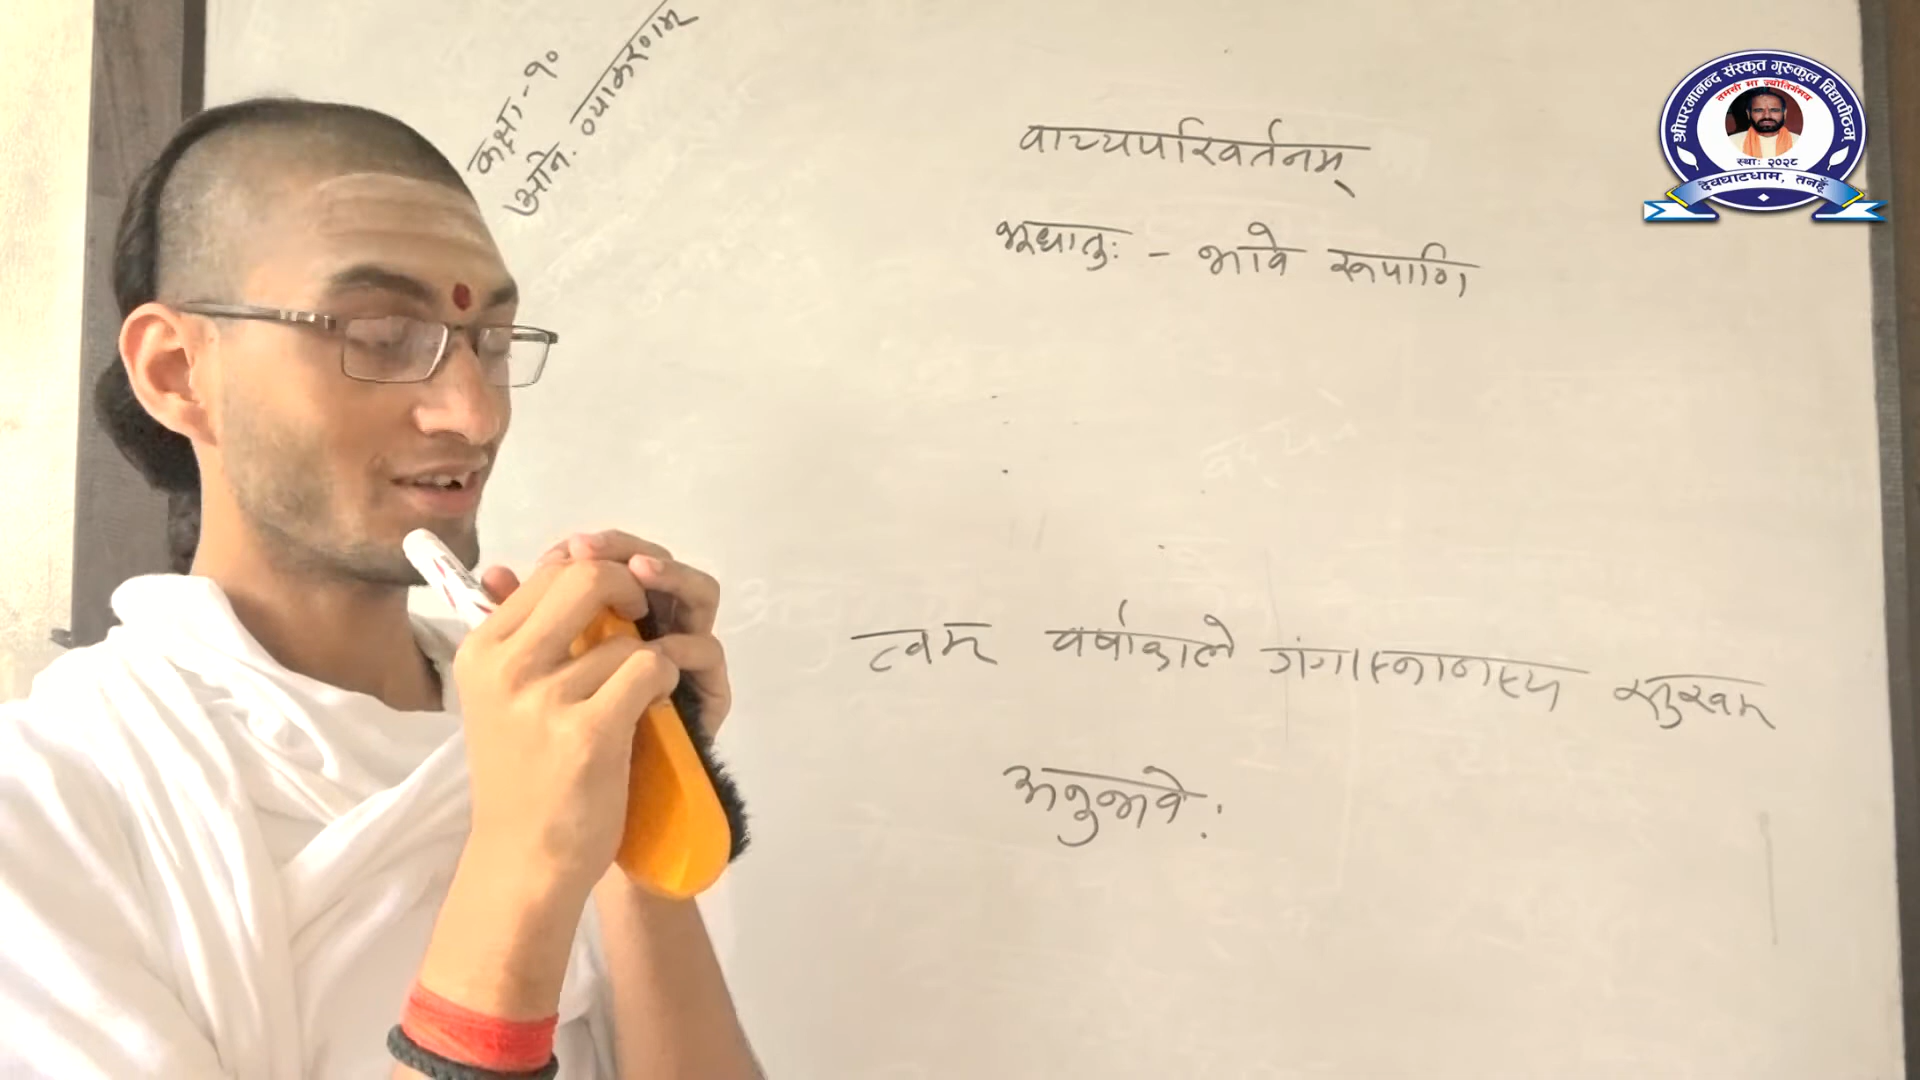 कक्षा - १०
अनि. व्याकरणम्
वाच्यपरिवर्तनम्
भूधातुः - भावे रूपाणि
त्वम् वर्षाकाले गंगास्नानस्य सुखम्
अनुभवेः
श्रीपरमानन्द संस्कृत गुरुकुल विद्यापीठम्
तमसो मा ज्योतिर्गमय
स्थाः २०२८
देवघाटधाम, तनहूँ